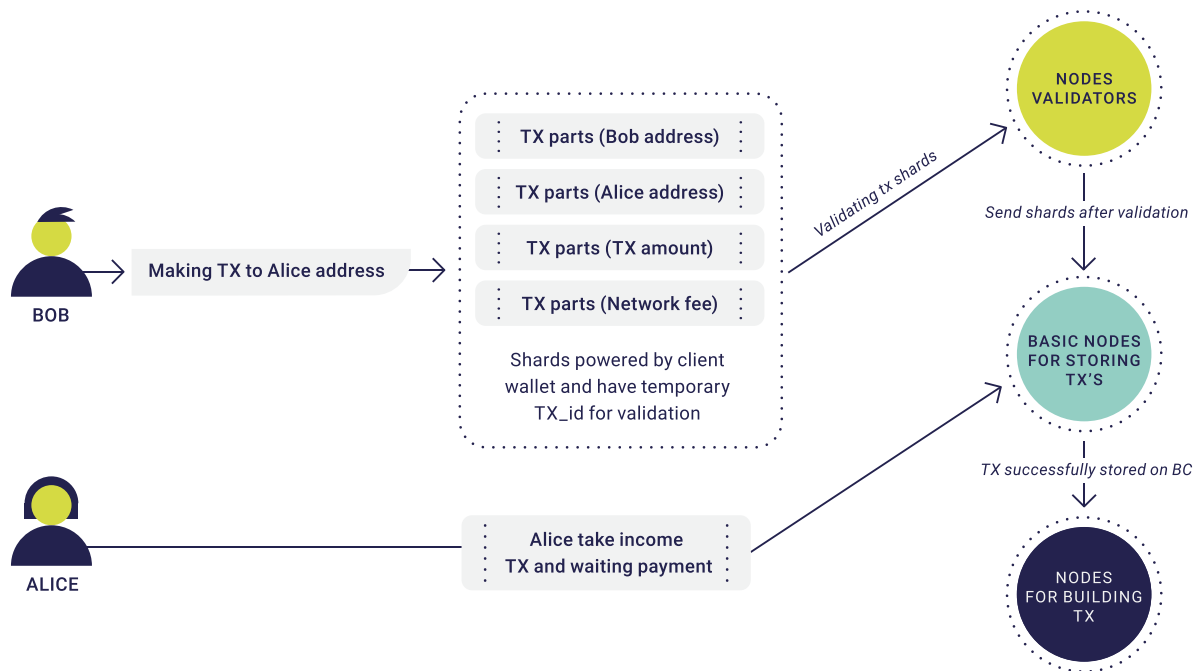 NODES
VALIDATORS
TX parts (Bob address)
TX parts (Alice address)
TX parts (TX amount)
TX parts (Network fee)
Shards powered by client
wallet and have temporary
TX_id for validation
Validating tx shards
Send shards after validation
Making TX to Alice address
BOB
BASIC NODES
FOR STORING
TX’S
TX successfully stored on BC
Alice take income
TX and waiting payment
ALICE
NODES
FOR BUILDING
TX